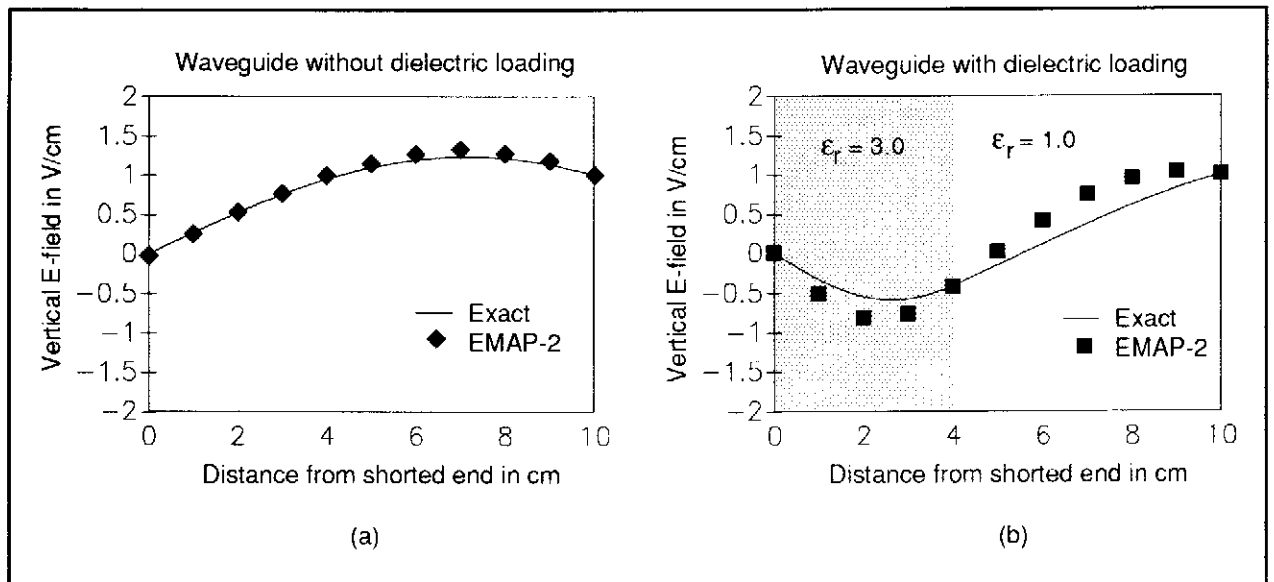 Waveguide without dielectric loading
Vertical E-field in V/cm
2
1.5
1
0.5
0
−0.5
−1
−1.5
−2
Exact
EMAP-2
0 2 4 6 8 10
Distance from shorted end in cm
(a)
Waveguide with dielectric loading
Vertical E-field in V/cm
2
1.5
1
0.5
0
−0.5
−1
−1.5
−2
εr = 3.0
εr = 1.0
Exact
EMAP-2
0 2 4 6 8 10
Distance from shorted end in cm
(b)